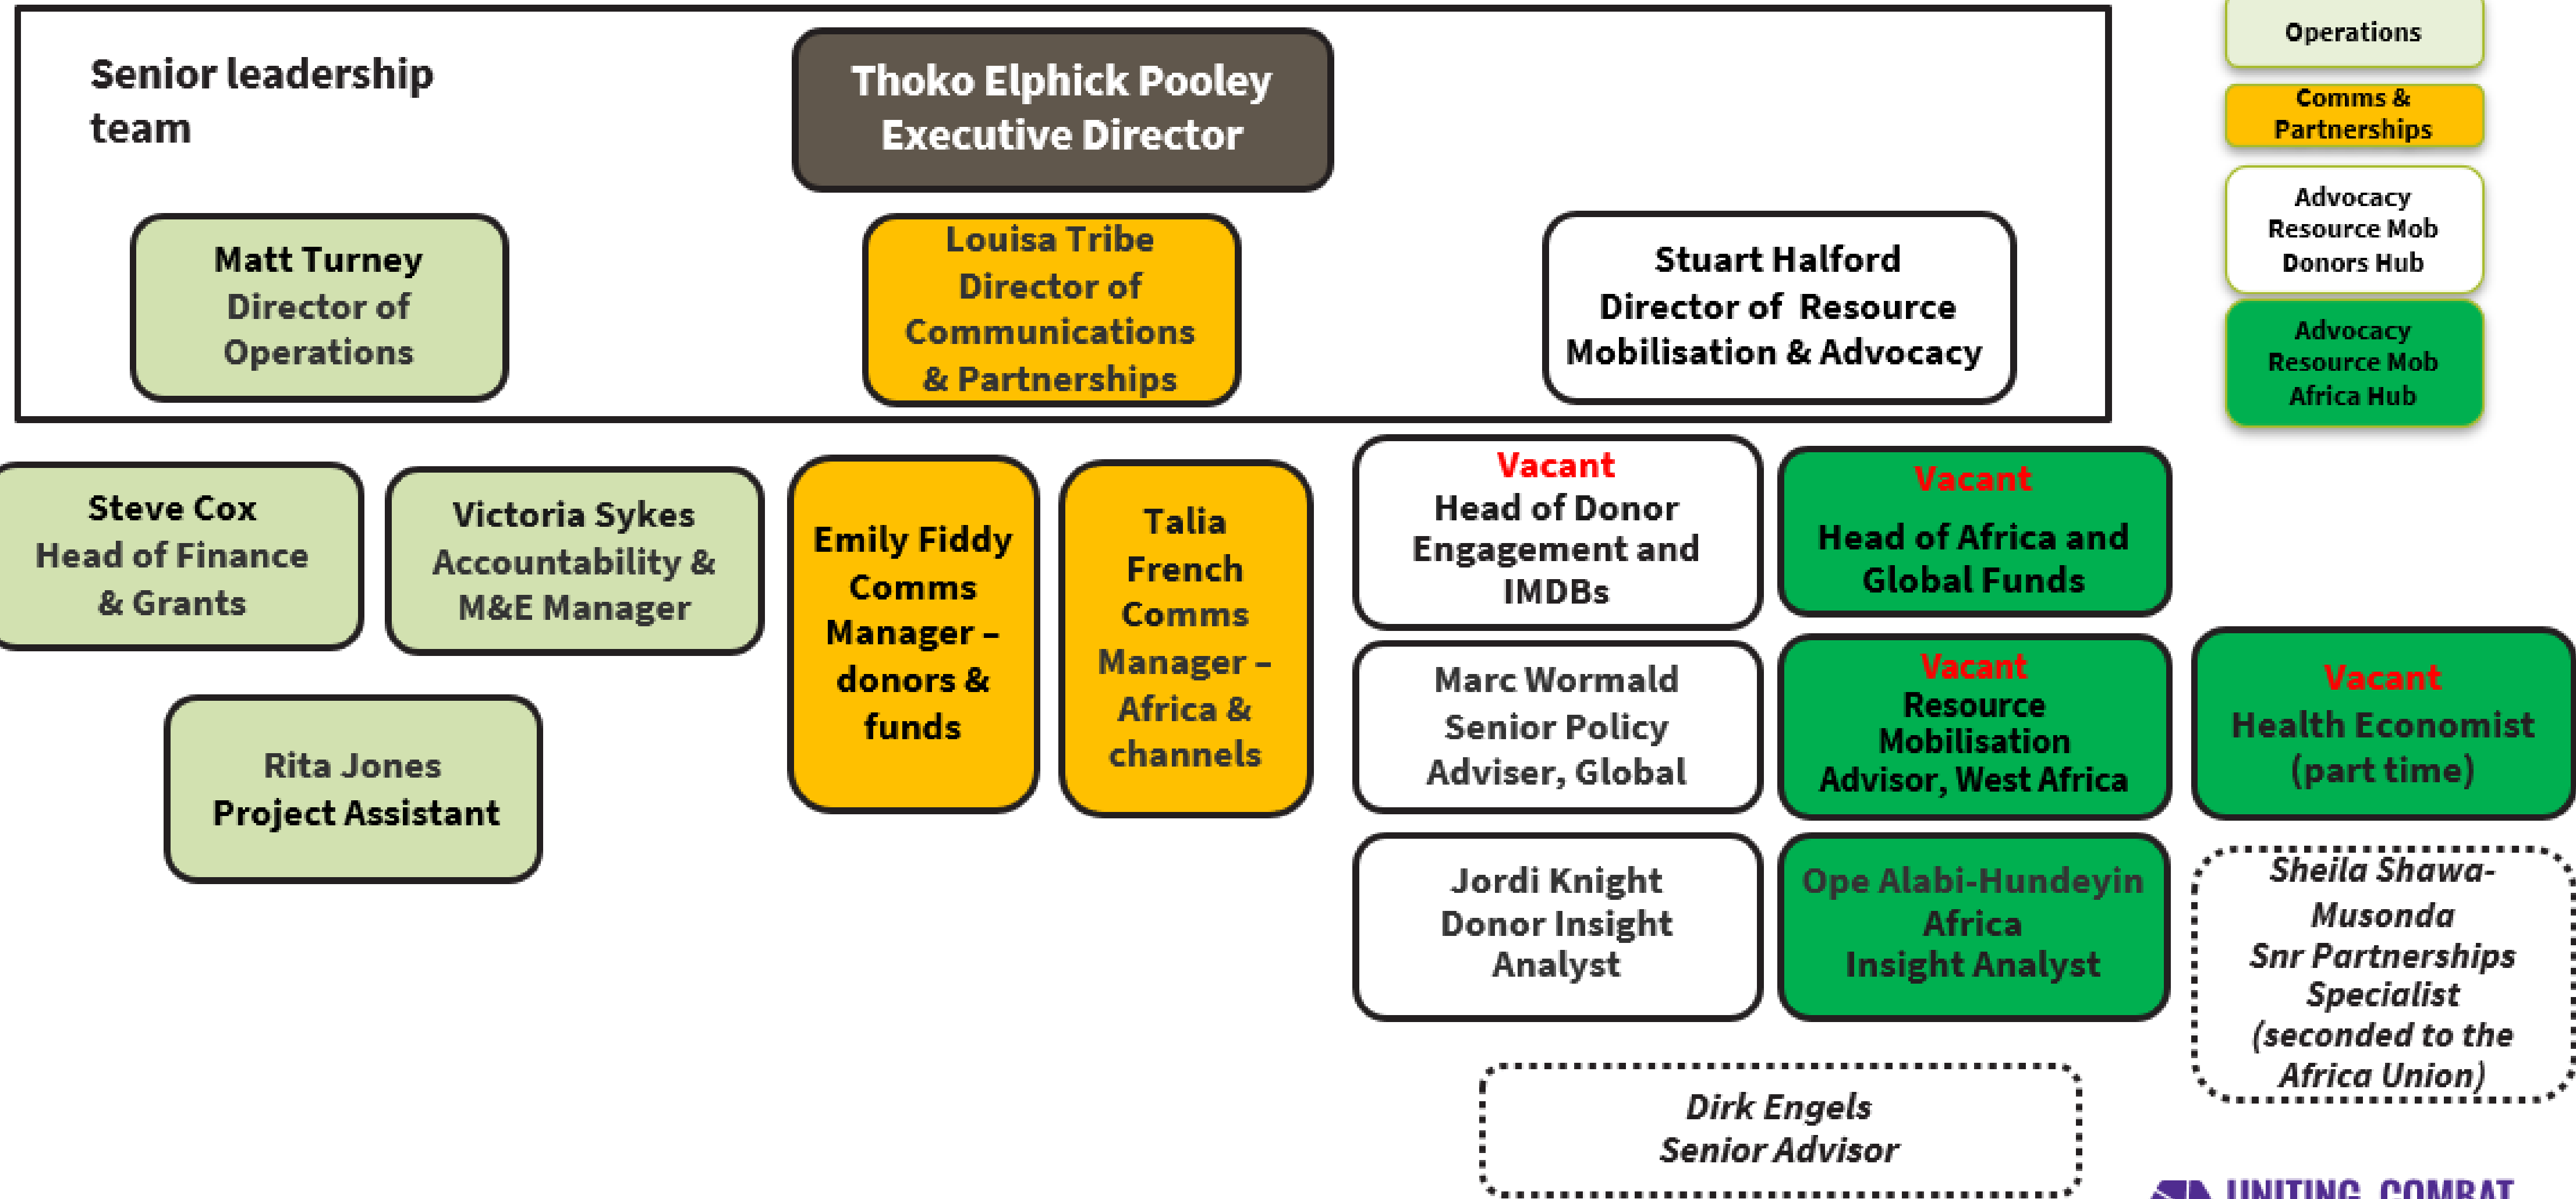 Senior leadership
team
Thoko Elphick Pooley
Executive Director
Matt Turney
Director of
Operations
Louisa Tribe
Director of
Communications
& Partnerships
Stuart Halford
Director of Resource
Mobilisation & Advocacy
Operations
Comms &
Partnerships
Advocacy
Resource Mob
Donors Hub
Advocacy
Resource Mob
Africa Hub
Steve Cox
Head of Finance
& Grants
Victoria Sykes
Accountability &
M&E Manager
Rita Jones
Project Assistant
Emily Fiddy
Comms
Manager –
donors &
funds
Talia
French
Comms
Manager –
Africa &
channels
Vacant
Head of Donor
Engagement and
IMDBs
Marc Wormald
Senior Policy
Adviser, Global
Jordi Knight
Donor Insight
Analyst
Vacant
Head of Africa and
Global Funds
Vacant
Resource
Mobilisation
Advisor, West Africa
Ope Alabi-Hundeyin
Africa
Insight Analyst
Vacant
Health Economist
(part time)
Sheila Shawa-
Musonda
Snr Partnerships
Specialist
(seconded to the
Africa Union)
Dirk Engels
Senior Advisor
UNITING COMBAT